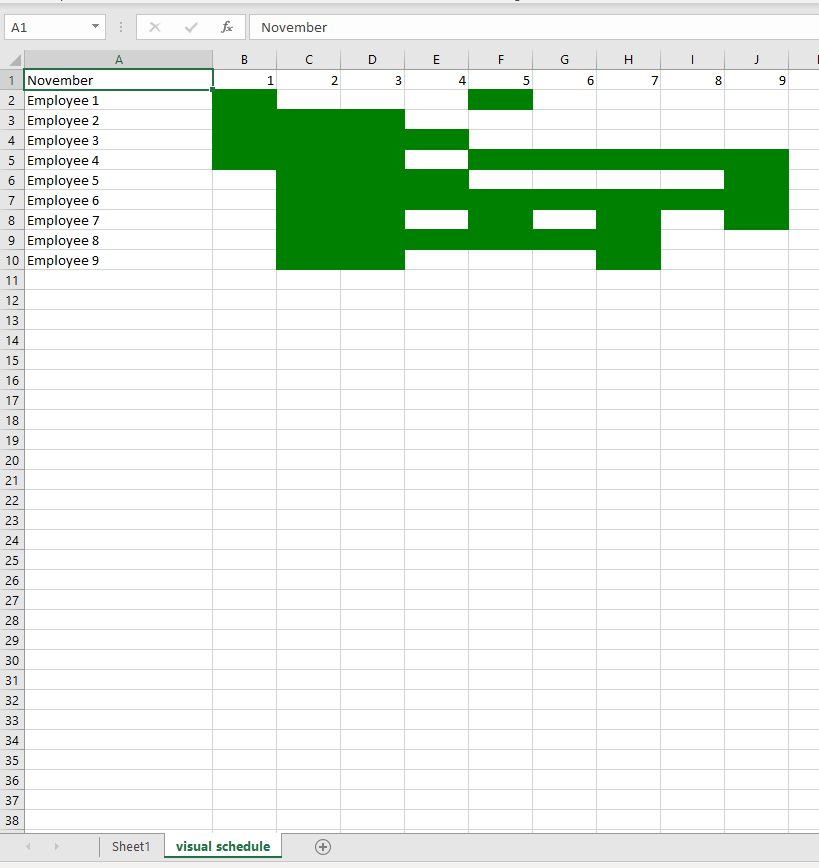 A1 fx November
A B C D E F G H I J
1 November 1 2 3 4 5 6 7 8 9
2 Employee 1
3 Employee 2
4 Employee 3
5 Employee 4
6 Employee 5
7 Employee 6
8 Employee 7
9 Employee 8
10 Employee 9
11
12
13
14
15
16
17
18
19
20
21
22
23
24
25
26
27
28
29
30
31
32
33
34
35
36
37
38
Sheet1 visual schedule